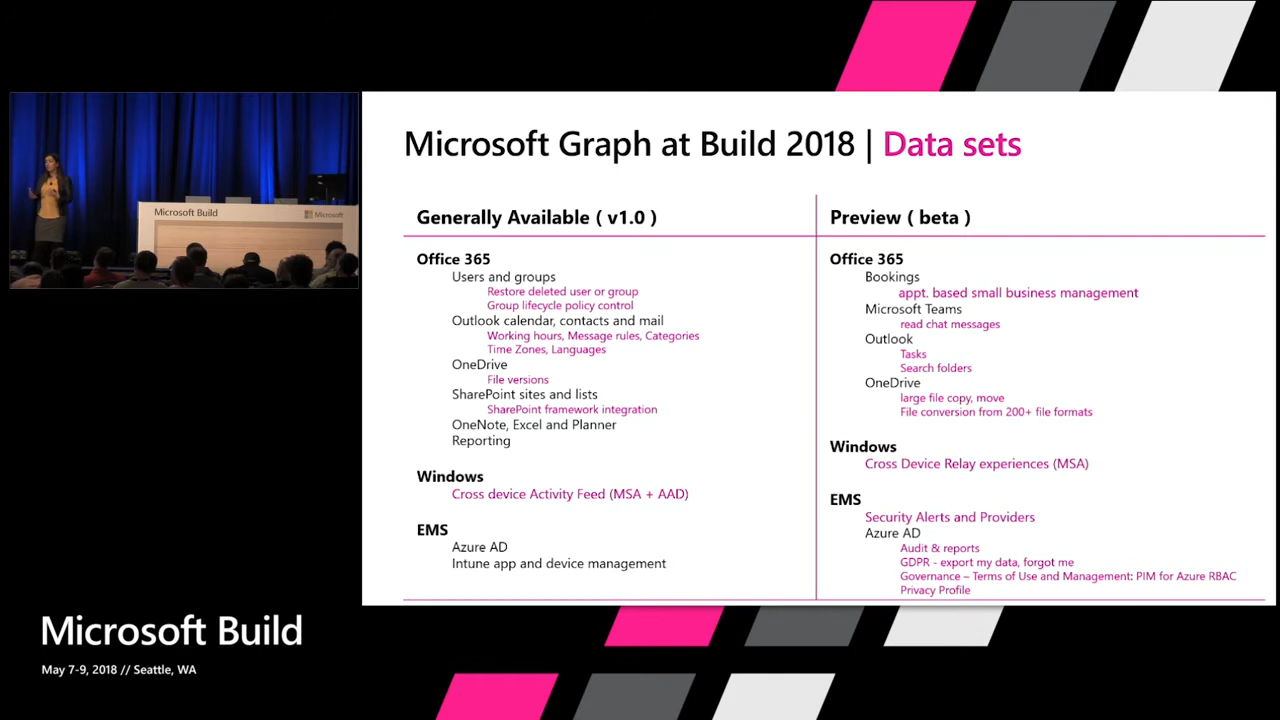 Microsoft Build
Microsoft
Microsoft Graph at Build 2018 | Data sets
Generally Available ( v1.0 )
Office 365
Users and groups
Restore deleted user or group
Group lifecycle policy control
Outlook calendar, contacts and mail
Working hours, Message rules, Categories
Time Zones, Languages
OneDrive
File versions
SharePoint sites and lists
SharePoint framework integration
OneNote, Excel and Planner
Reporting
Windows
Cross device Activity Feed (MSA + AAD)
EMS
Azure AD
Intune app and device management
Preview ( beta )
Office 365
Bookings
appt. based small business management
Microsoft Teams
read chat messages
Outlook
Tasks
Search folders
OneDrive
large file copy, move
File conversion from 200+ file formats
Windows
Cross Device Relay experiences (MSA)
EMS
Security Alerts and Providers
Azure AD
Audit & reports
GDPR - export my data, forgot me
Governance – Terms of Use and Management: PIM for Azure RBAC
Privacy Profile
Microsoft Build
May 7-9, 2018 // Seattle, WA